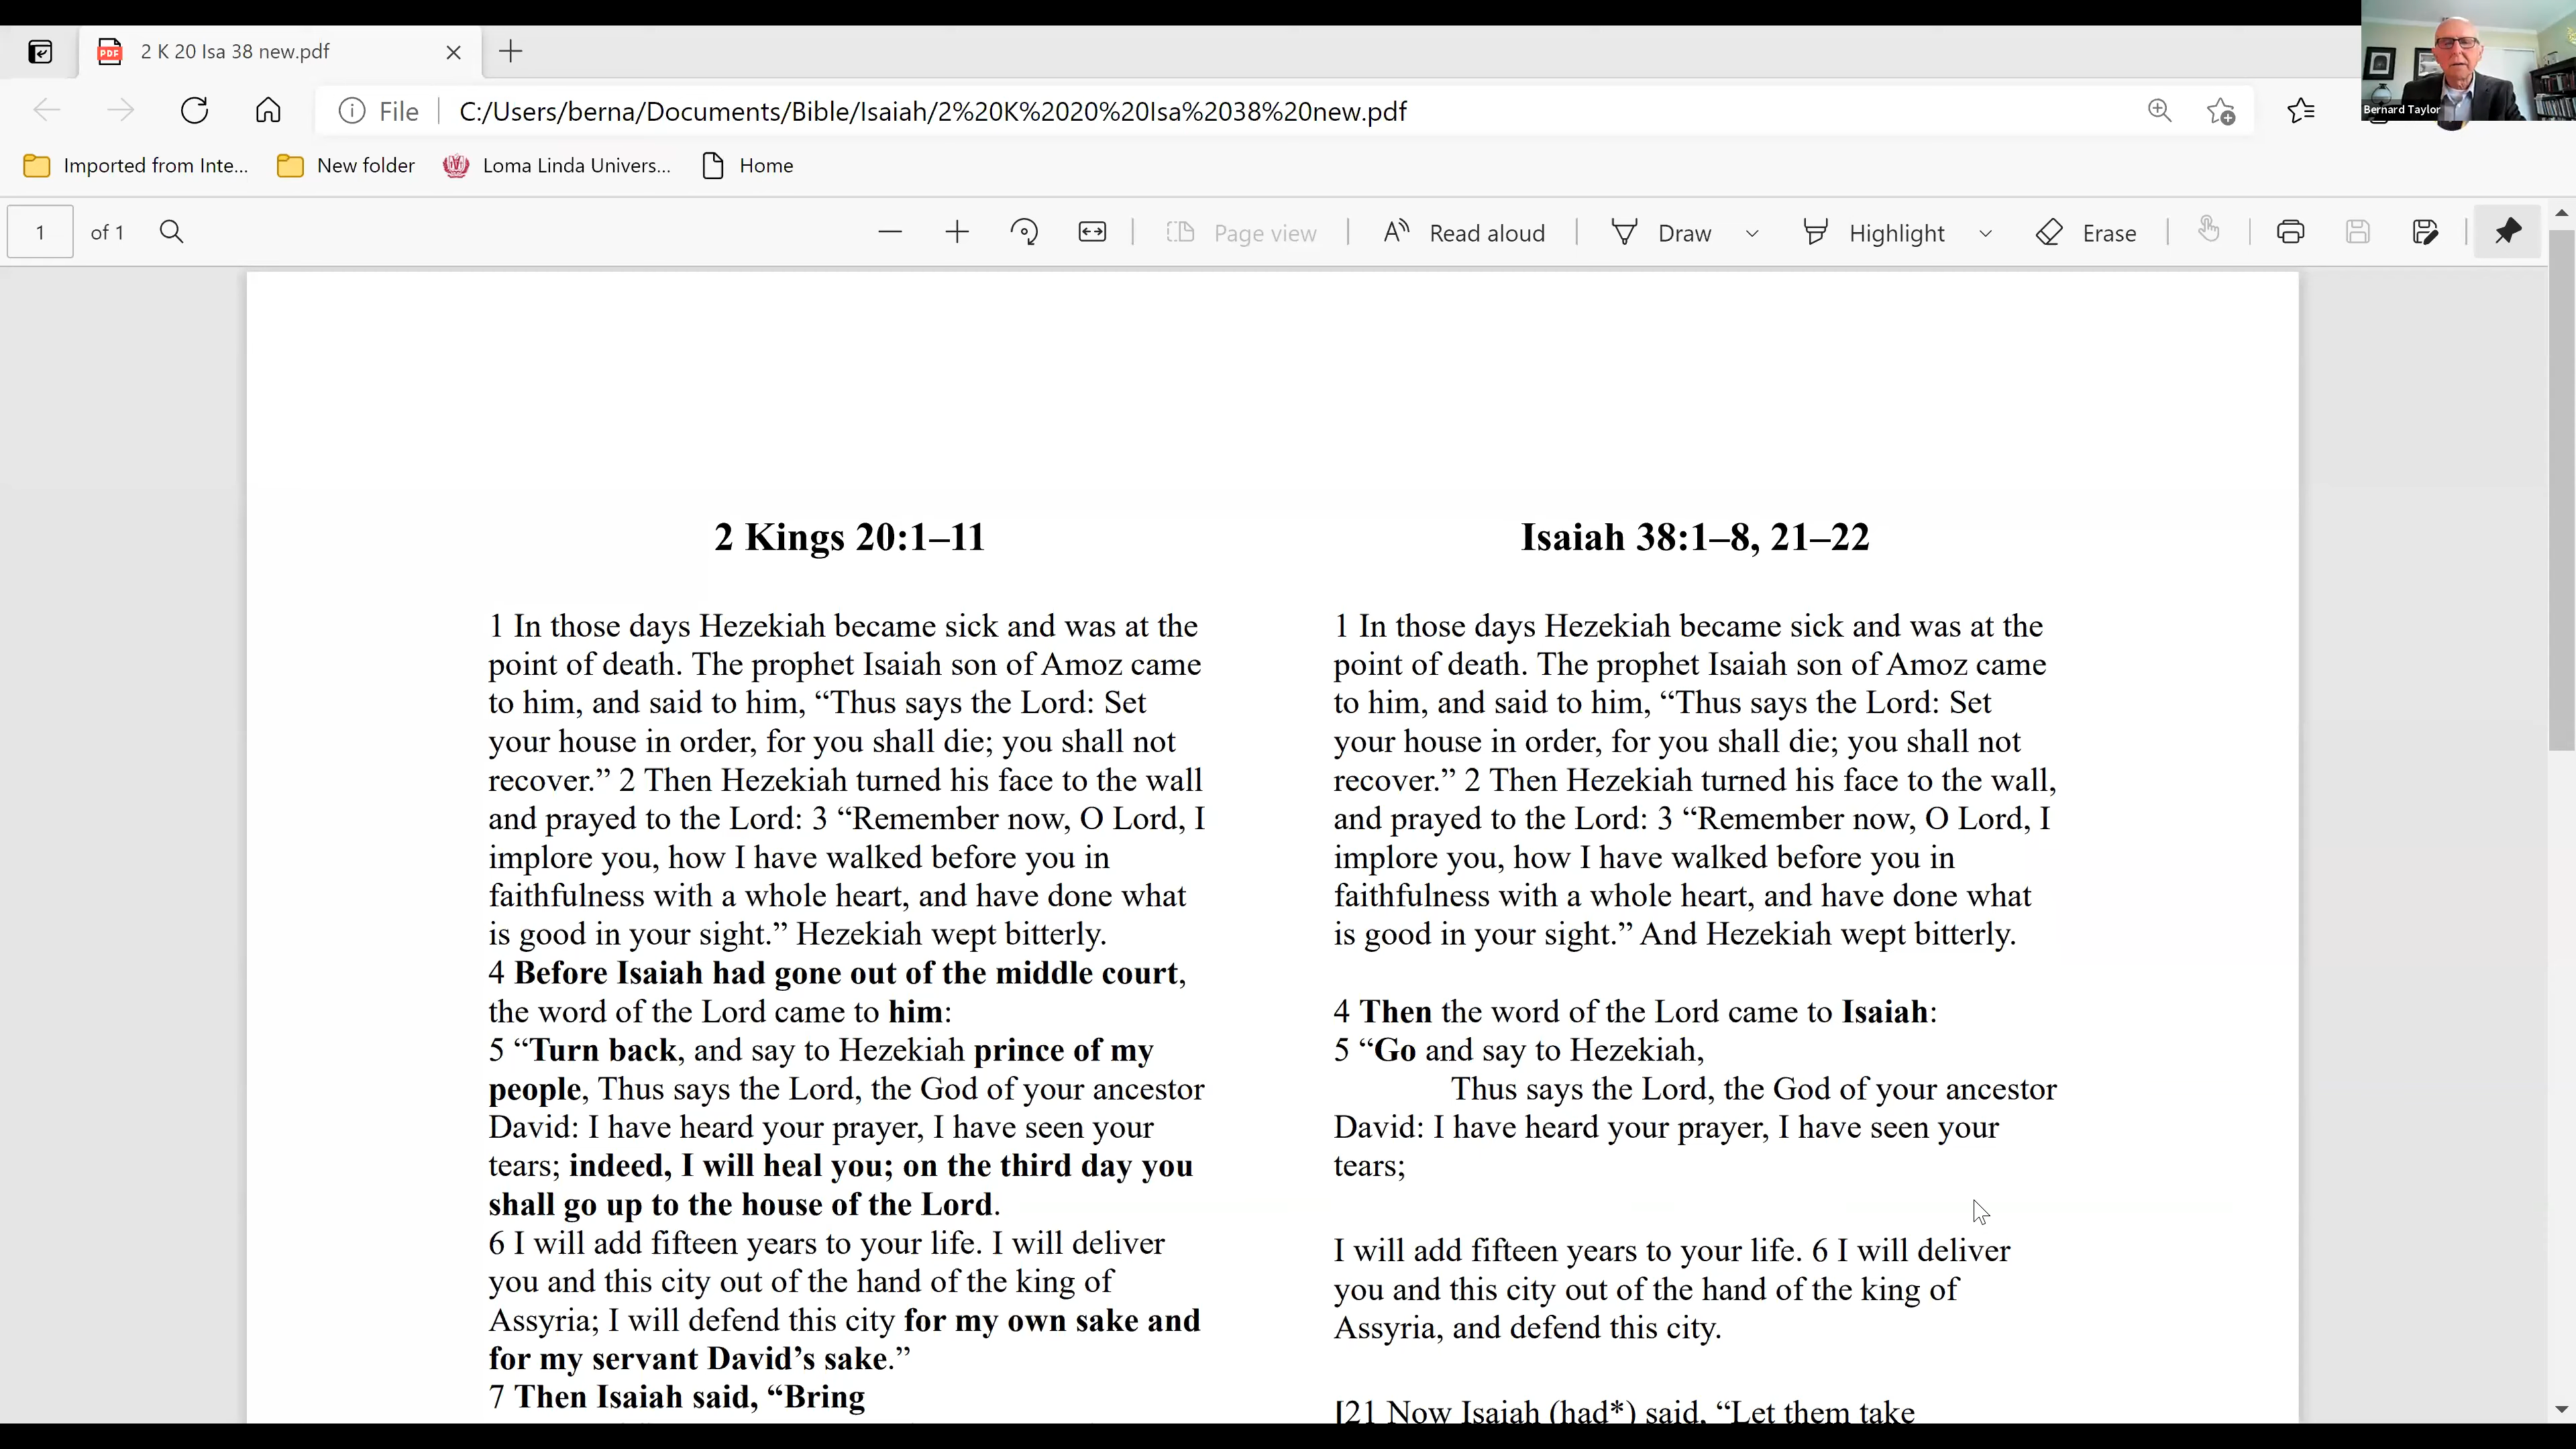 2 K 20 Isa 38 new.pdf
File
C:/Users/berna/Documents/Bible/Isaiah/2%20K%2020%20Isa%2038%20new.pdf
Bernard Taylor
Imported from Inte...
New folder
Loma Linda Univers...
Home
1
of 1
Page view
Read aloud
Draw
Highlight
Erase
2 Kings 20:1–11
1 In those days Hezekiah became sick and was at the
point of death. The prophet Isaiah son of Amoz came
to him, and said to him, “Thus says the Lord: Set
your house in order, for you shall die; you shall not
recover.” 2 Then Hezekiah turned his face to the wall
and prayed to the Lord: 3 “Remember now, O Lord, I
implore you, how I have walked before you in
faithfulness with a whole heart, and have done what
is good in your sight.” Hezekiah wept bitterly.
4 Before Isaiah had gone out of the middle court,
the word of the Lord came to him:
5 “Turn back, and say to Hezekiah prince of my
people, Thus says the Lord, the God of your ancestor
David: I have heard your prayer, I have seen your
tears; indeed, I will heal you; on the third day you
shall go up to the house of the Lord.
6 I will add fifteen years to your life. I will deliver
you and this city out of the hand of the king of
Assyria; I will defend this city for my own sake and
for my servant David’s sake.”
7 Then Isaiah said, “Bring
Isaiah 38:1–8, 21–22
1 In those days Hezekiah became sick and was at the
point of death. The prophet Isaiah son of Amoz came
to him, and said to him, “Thus says the Lord: Set
your house in order, for you shall die; you shall not
recover.” 2 Then Hezekiah turned his face to the wall,
and prayed to the Lord: 3 “Remember now, O Lord, I
implore you, how I have walked before you in
faithfulness with a whole heart, and have done what
is good in your sight.” And Hezekiah wept bitterly.
4 Then the word of the Lord came to Isaiah:
5 “Go and say to Hezekiah,
Thus says the Lord, the God of your ancestor
David: I have heard your prayer, I have seen your
tears;
I will add fifteen years to your life. 6 I will deliver
you and this city out of the hand of the king of
Assyria, and defend this city.
[21 Now Isaiah (had*) said, “Let them take